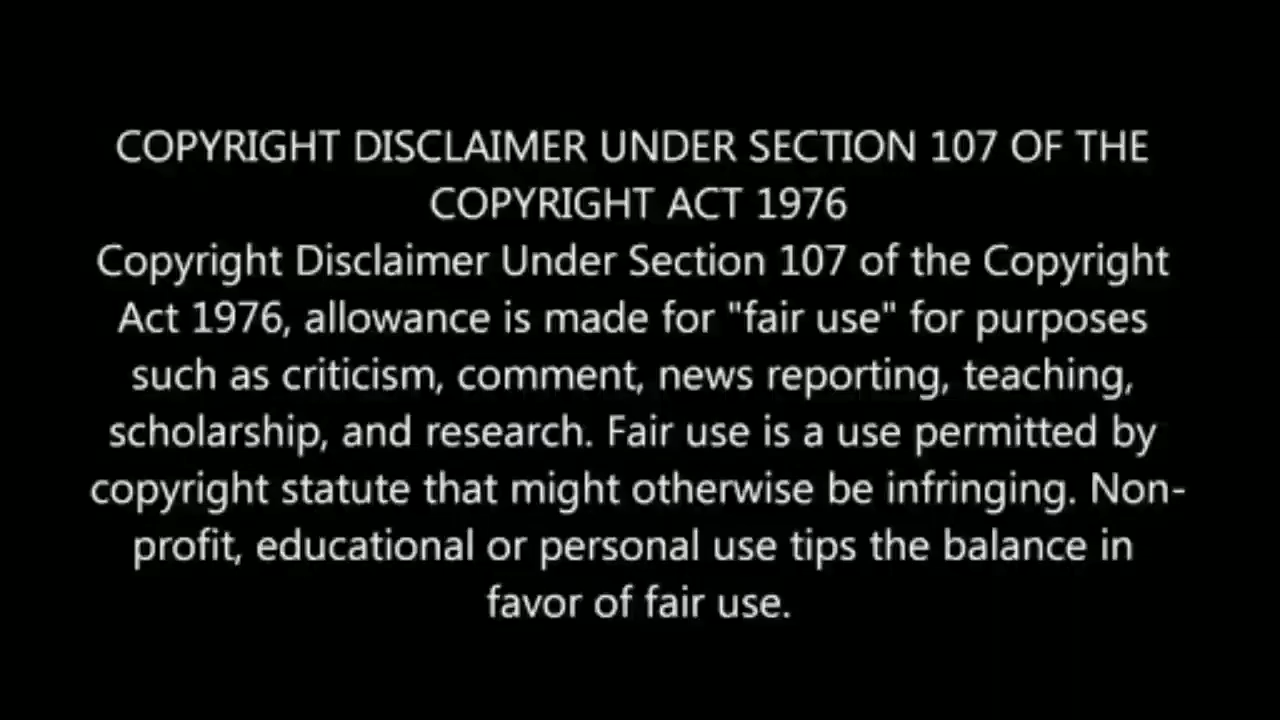 COPYRIGHT DISCLAIMER UNDER SECTION 107 OF THE
COPYRIGHT ACT 1976
Copyright Disclaimer Under Section 107 of the Copyright
Act 1976, allowance is made for "fair use" for purposes
such as criticism, comment, news reporting, teaching,
scholarship, and research. Fair use is a use permitted by
copyright statute that might otherwise be infringing. Non-
profit, educational or personal use tips the balance in
favor of fair use.